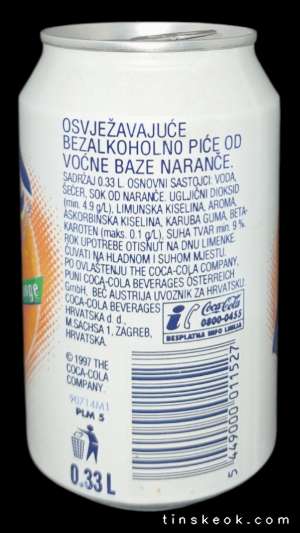 OSVJEŽAVAJUĆE
BEZALKOHOLNO PIĆE OD
VOĆNE BAZE NARANČE.
SADRŽAJ 0.33 L. OSNOVNI SASTOJCI: VODA,
ŠEĆER, SOK OD NARANČE. UGLJIČNI DIOKSID
(min. 4.9 g/L), LIMUNSKA KISELINA, AROMA,
ASKORBINSKA KISELINA, KARUBA GUMA, BETA-
KAROTEN (maks. 0.1 g/L), SUHA TVAR min. 9 %.
ROK UPOTREBE OTISNUT NA DNU LIMENKE.
ČUVATI NA HLADNOM I SUHOM MJESTU.
PO OVLAŠTENJU THE COCA-COLA COMPANY,
PUNI COCA-COLA BEVERAGES ÖSTERREICH
GmbH, BEČ AUSTRIJA UVOZNIK ZA HRVATSKU:
COCA-COLA BEVERAGES
HRVATSKA d.d.
M.SACHSA 1, ZAGREB,
HRVATSKA.
i Coca-Cola
0800-0455
BESPLATNA INFO LINIJA
© 1997 THE
COCA-COLA
COMPANY.
90714M1
PLM 5
0.33 L
5 449000 011527
tinskeok.com